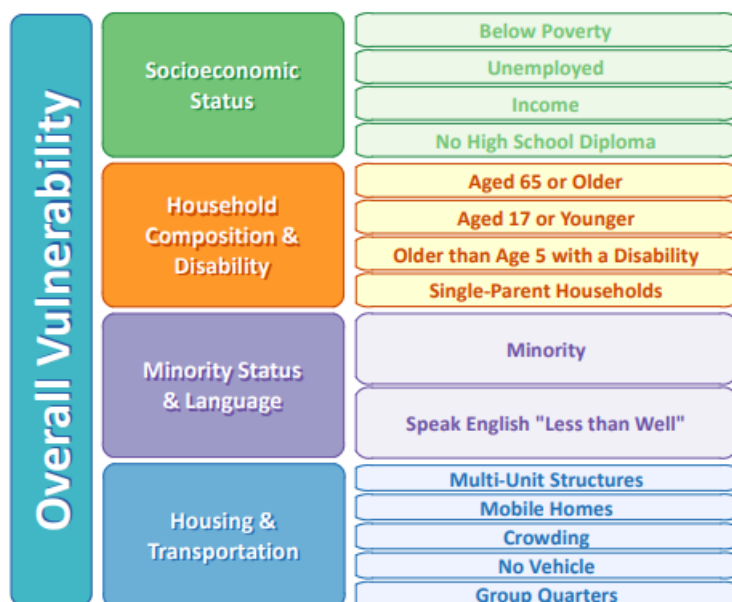 Overall Vulnerability
Socioeconomic
Status
Below Poverty
Unemployed
Income
No High School Diploma
Household
Composition &
Disability
Aged 65 or Older
Aged 17 or Younger
Older than Age 5 with a Disability
Single-Parent Households
Minority Status
& Language
Minority
Speak English "Less than Well"
Housing &
Transportation
Multi-Unit Structures
Mobile Homes
Crowding
No Vehicle
Group Quarters